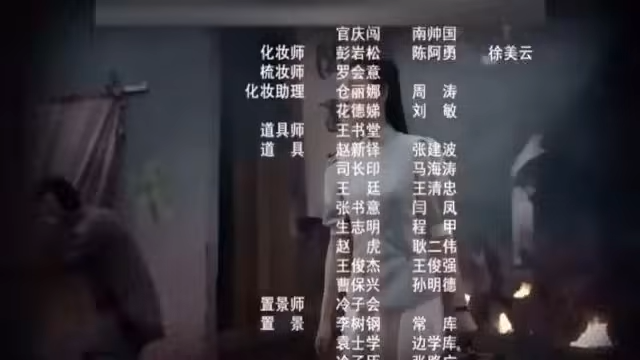 官庆闯 南帅国
化妆师 彭岩松 陈阿勇 徐美云
梳妆师 罗会意
化妆助理 仓丽娜 周涛
花德娣 刘敏
道具师 王书堂
道具 赵新铎 张建波
司长印 马海涛
王廷 王清忠
张书意 闫凤
生志明 程甲
赵虎 耿二伟
王俊杰 王俊强
曹保兴 孙明德
置景师 冷子会
置景 李树钢 常库
袁士学 边学库